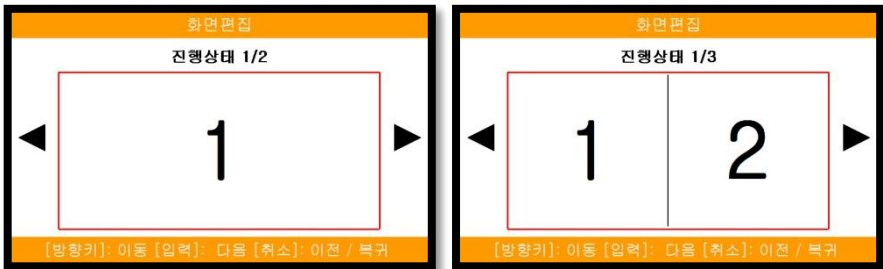 화면편집
진행상태 1/2
1
[방향키]: 이동 [입력]: 다음 [취소]: 이전 / 복귀
화면편집
진행상태 1/3
1 2
[방향키]: 이동 [입력]: 다음 [취소]: 이전 / 복귀